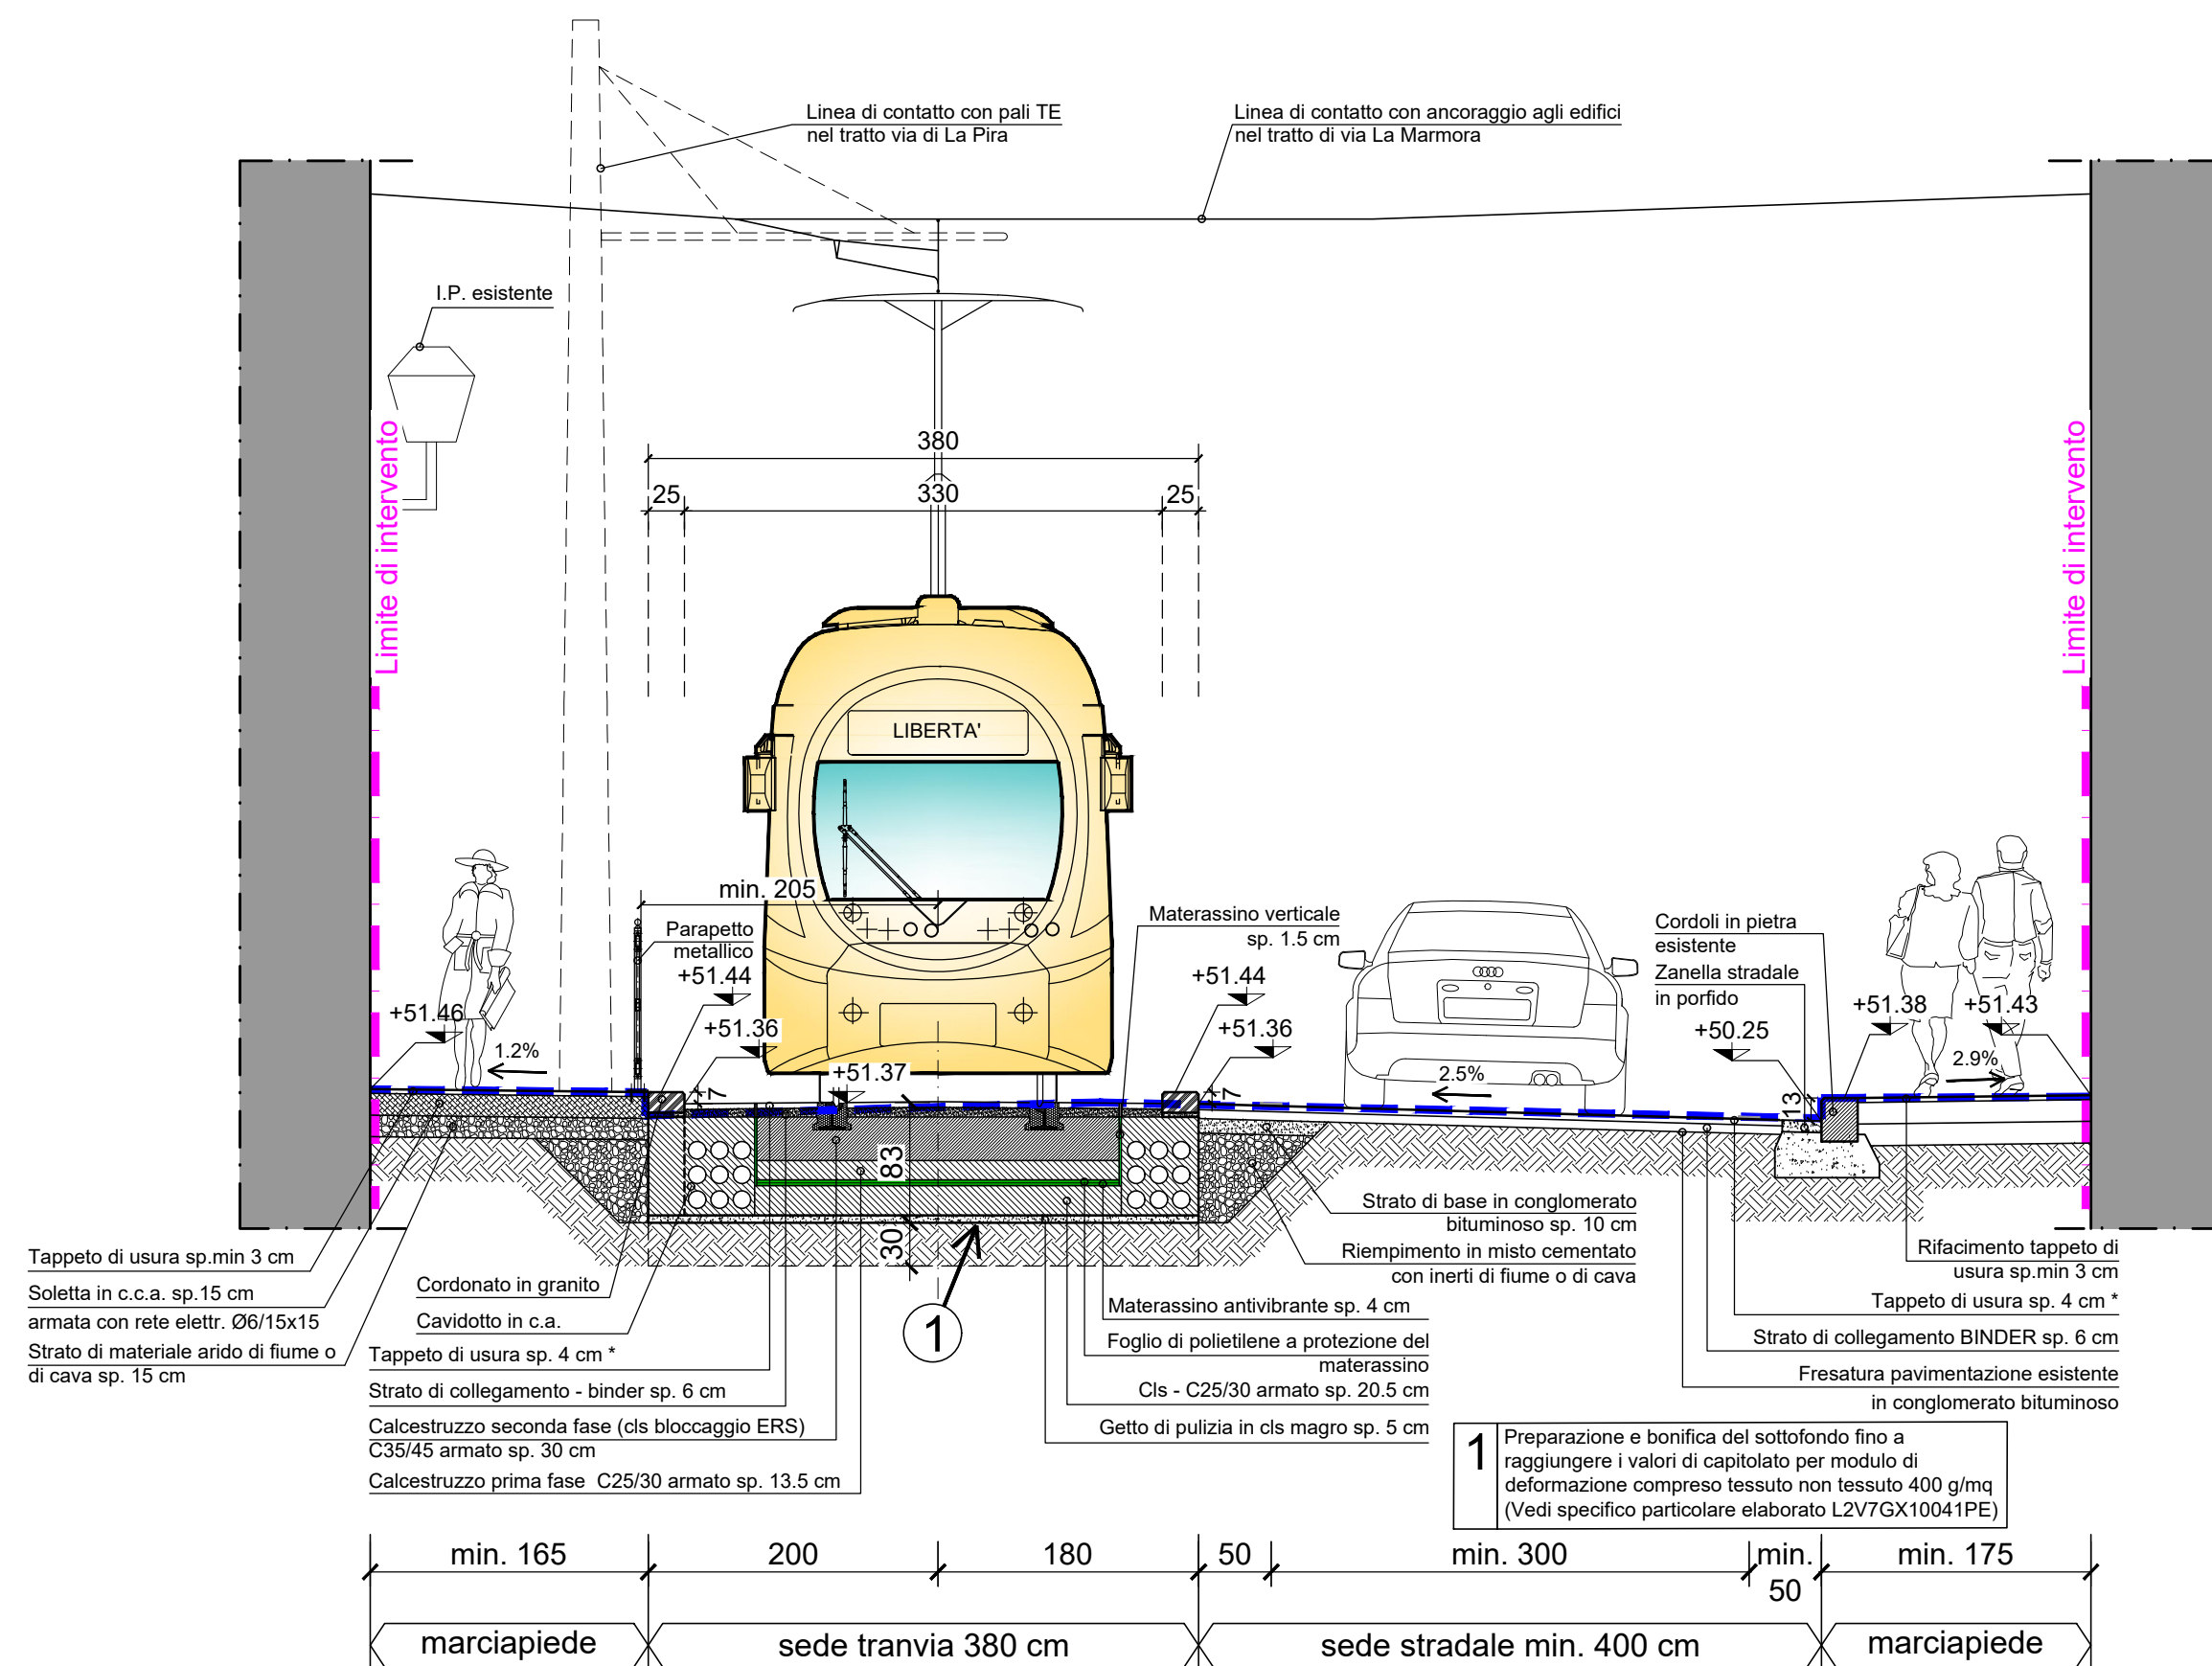 Linea di contatto con pali TE
nel tratto via di La Pira
Linea di contatto con ancoraggio agli edifici
nel tratto di via La Marmora
I.P. esistente
Limite di intervento
Limite di intervento
380
25
330
25
LIBERTA'
min. 205
Parapetto
metallico
Materassino verticale
sp. 1.5 cm
Cordoli in pietra
esistente
Zanella stradale
in porfido
+51.46
+51.44
+51.36
+51.37
+51.44
+51.36
+50.25
+51.38
+51.43
1.2%
2.5%
2.9%
7
7
13
83
30
Tappeto di usura sp.min 3 cm
Soletta in c.c.a. sp.15 cm
armata con rete elettr. Ø6/15x15
Strato di materiale arido di fiume o
di cava sp. 15 cm
Cordonato in granito
Cavidotto in c.a.
Tappeto di usura sp. 4 cm *
Strato di collegamento - binder sp. 6 cm
Calcestruzzo seconda fase (cls bloccaggio ERS)
C35/45 armato sp. 30 cm
Calcestruzzo prima fase C25/30 armato sp. 13.5 cm
1
Strato di base in conglomerato
bituminoso sp. 10 cm
Riempimento in misto cementato
con inerti di fiume o di cava
Materassino antivibrante sp. 4 cm
Foglio di polietilene a protezione del
materassino
Cls - C25/30 armato sp. 20.5 cm
Getto di pulizia in cls magro sp. 5 cm
Rifacimento tappeto di
usura sp.min 3 cm
Tappeto di usura sp. 4 cm *
Strato di collegamento BINDER sp. 6 cm
Fresatura pavimentazione esistente
in conglomerato bituminoso
1
Preparazione e bonifica del sottofondo fino a
raggiungere i valori di capitolato per modulo di
deformazione compreso tessuto non tessuto 400 g/mq
(Vedi specifico particolare elaborato L2V7GX10041PE)
min. 165
200
180
50
min. 300
min.
50
min. 175
marciapiede
sede tranvia 380 cm
sede stradale min. 400 cm
marciapiede